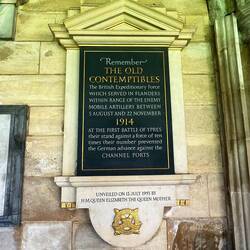 Remember
THE OLD
CONTEMPTIBLES
The British Expeditionary Force
WHICH SERVED IN FLANDERS
WITHIN RANGE OF THE ENEMY
MOBILE ARTILLERY BETWEEN
5 AUGUST AND 22 NOVEMBER
1914
AT THE FIRST BATTLE OF YPRES
their stand against a force of ten
times their number prevented
the German advance against the
CHANNEL PORTS
UNVEILED ON 15 JULY 1993 BY
H.M. QUEEN ELIZABETH THE QUEEN MOTHER